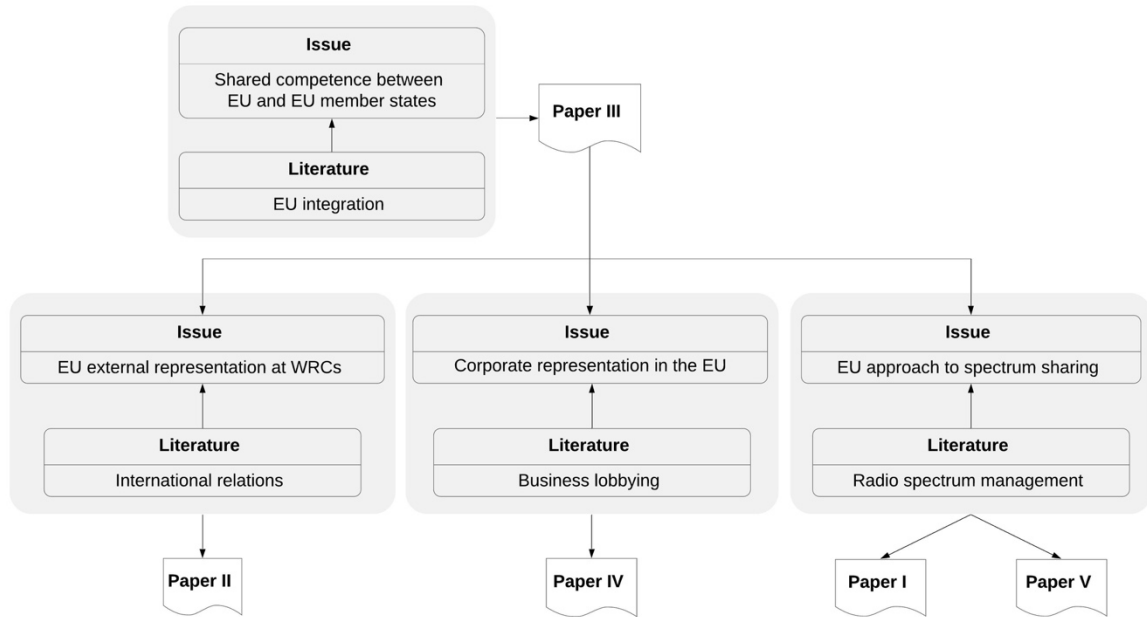 Issue
Shared competence between
EU and EU member states
Literature
EU integration
Paper III
Issue
EU external representation at WRCs
Literature
International relations
Paper II
Issue
Corporate representation in the EU
Literature
Business lobbying
Paper IV
Issue
EU approach to spectrum sharing
Literature
Radio spectrum management
Paper I
Paper V